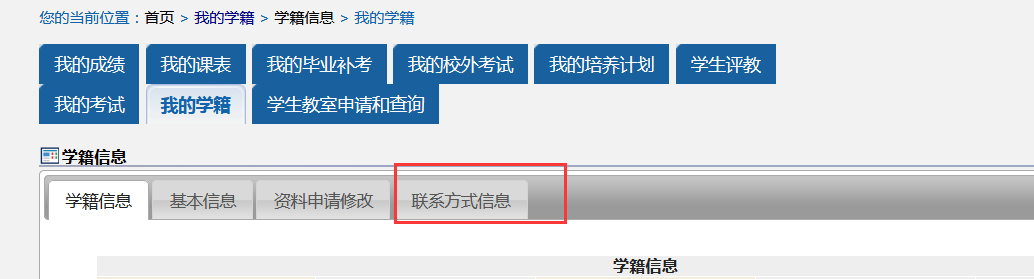 您的当前位置：首页 > 我的学籍 > 学籍信息 > 我的学籍
我的成绩 我的课表 我的毕业补考 我的校外考试 我的培养计划 学生评教
我的考试 我的学籍 学生教室申请和查询
学籍信息
学籍信息 基本信息 资料申请修改 联系方式信息
学籍信息